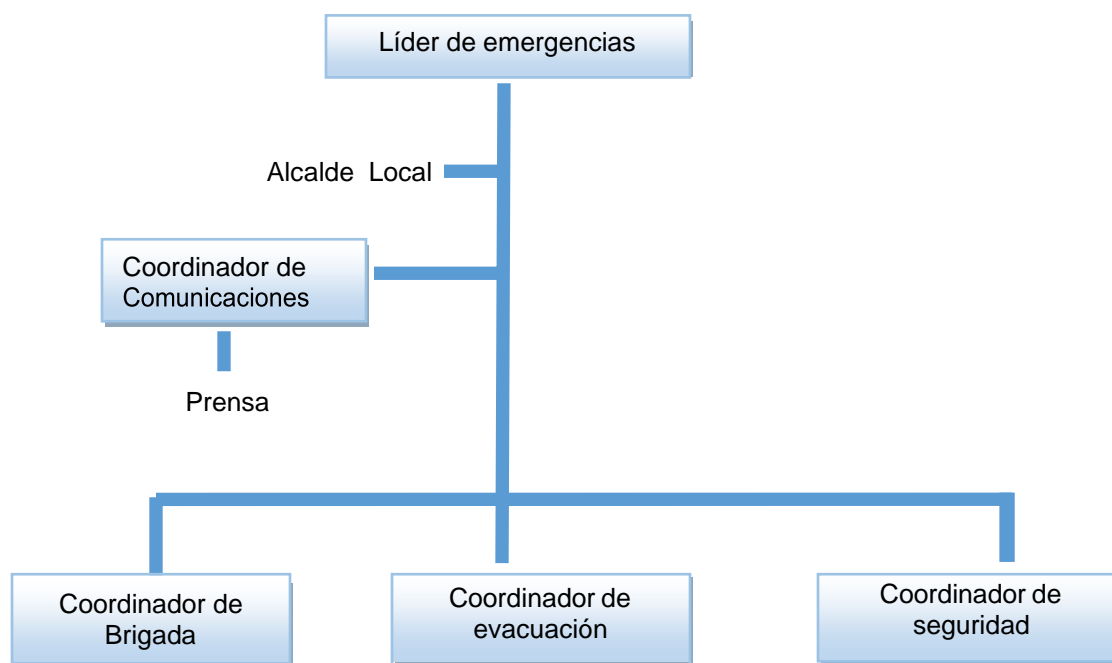 Líder de emergencias
Alcalde Local
Coordinador de
Comunicaciones
Prensa
Coordinador de
Brigada
Coordinador de
evacuación
Coordinador de
seguridad